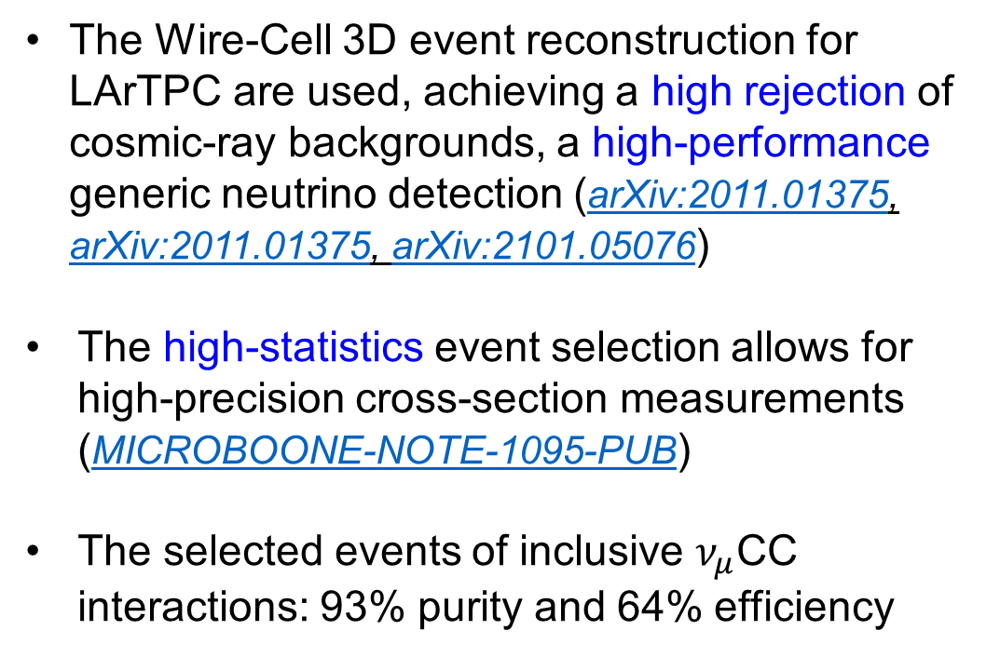 • The Wire-Cell 3D event reconstruction for
LArTPC are used, achieving a high rejection of
cosmic-ray backgrounds, a high-performance
generic neutrino detection (arXiv:2011.01375,
arXiv:2011.01375, arXiv:2101.05076)
• The high-statistics event selection allows for
high-precision cross-section measurements
(MICROBOONE-NOTE-1095-PUB)
• The selected events of inclusive 𝜈𝜇CC
interactions: 93% purity and 64% efficiency